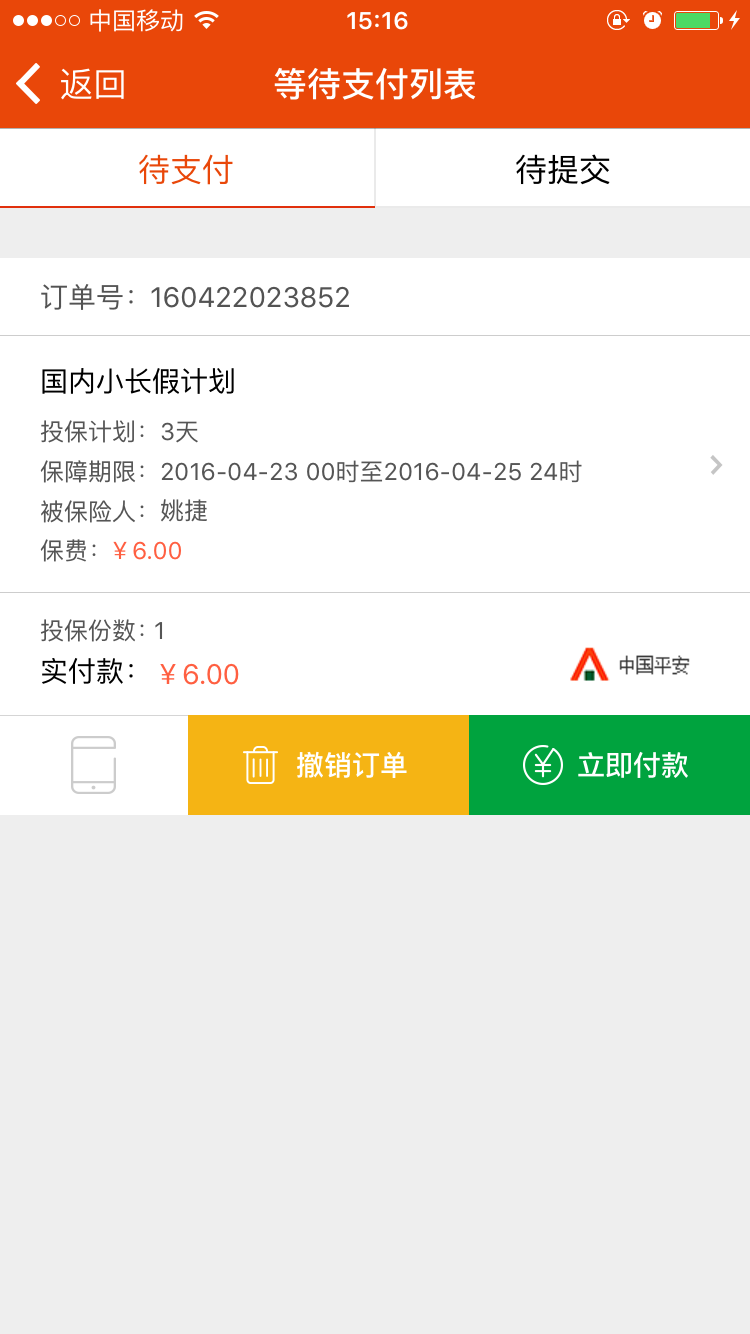 中国移动 15:16
返回 等待支付列表
待支付 待提交
订单号：160422023852
国内小长假计划
投保计划：3天
保障期限：2016-04-23 00时至2016-04-25 24时
被保险人：姚捷
保费：￥6.00
投保份数：1
实付款：￥6.00
中国平安
撤销订单 立即付款